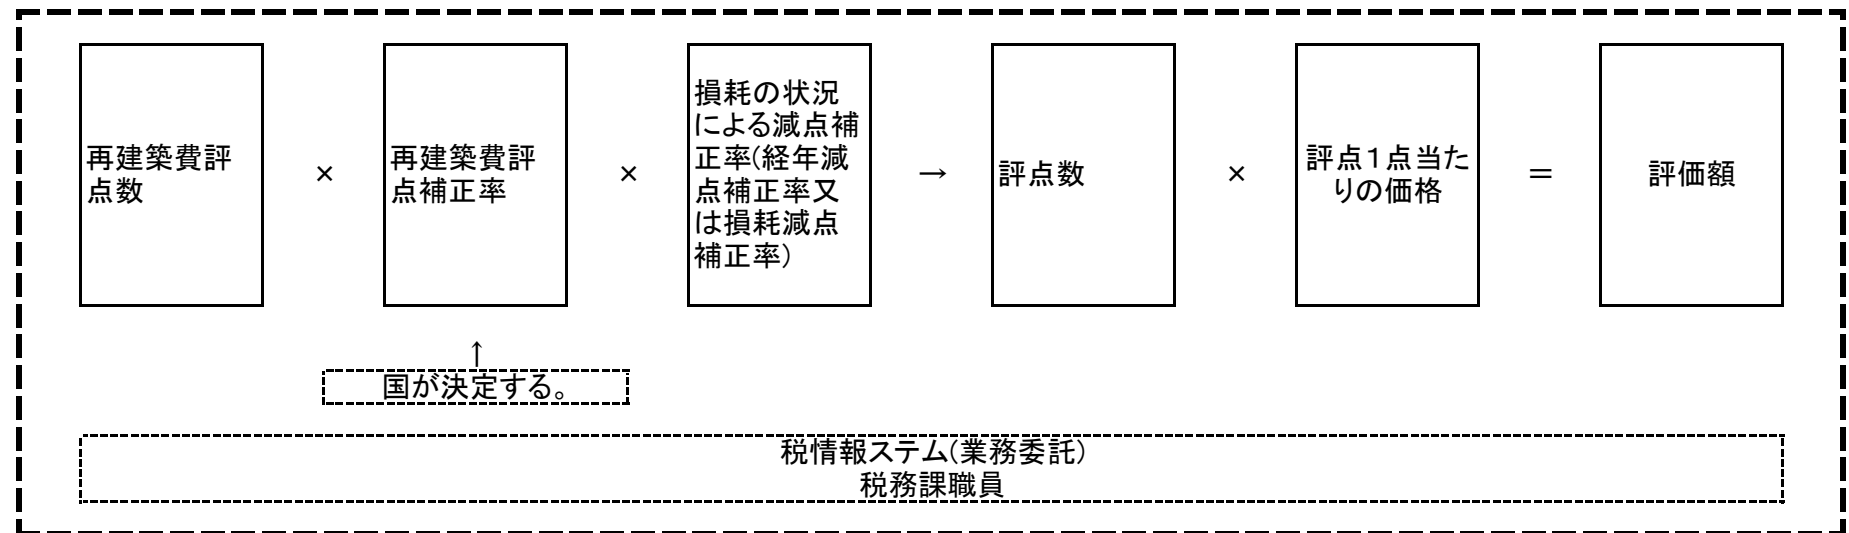 再建築費評
点数
×
再建築費評
点補正率
×
損耗の状況
による減点補
正率(経年減
点補正率又
は損耗減点
補正率)
→
評点数
×
評点1点当た
りの価格
＝
評価額
↑
国が決定する。
税情報ステム(業務委託)
税務課職員